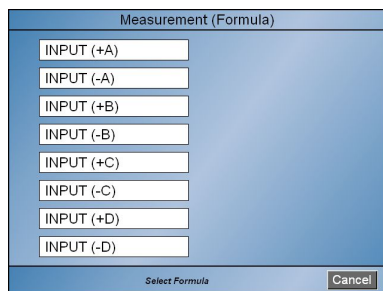 Measurement (Formula)
INPUT (+A)
INPUT (-A)
INPUT (+B)
INPUT (-B)
INPUT (+C)
INPUT (-C)
INPUT (+D)
INPUT (-D)
Select Formula
Cancel